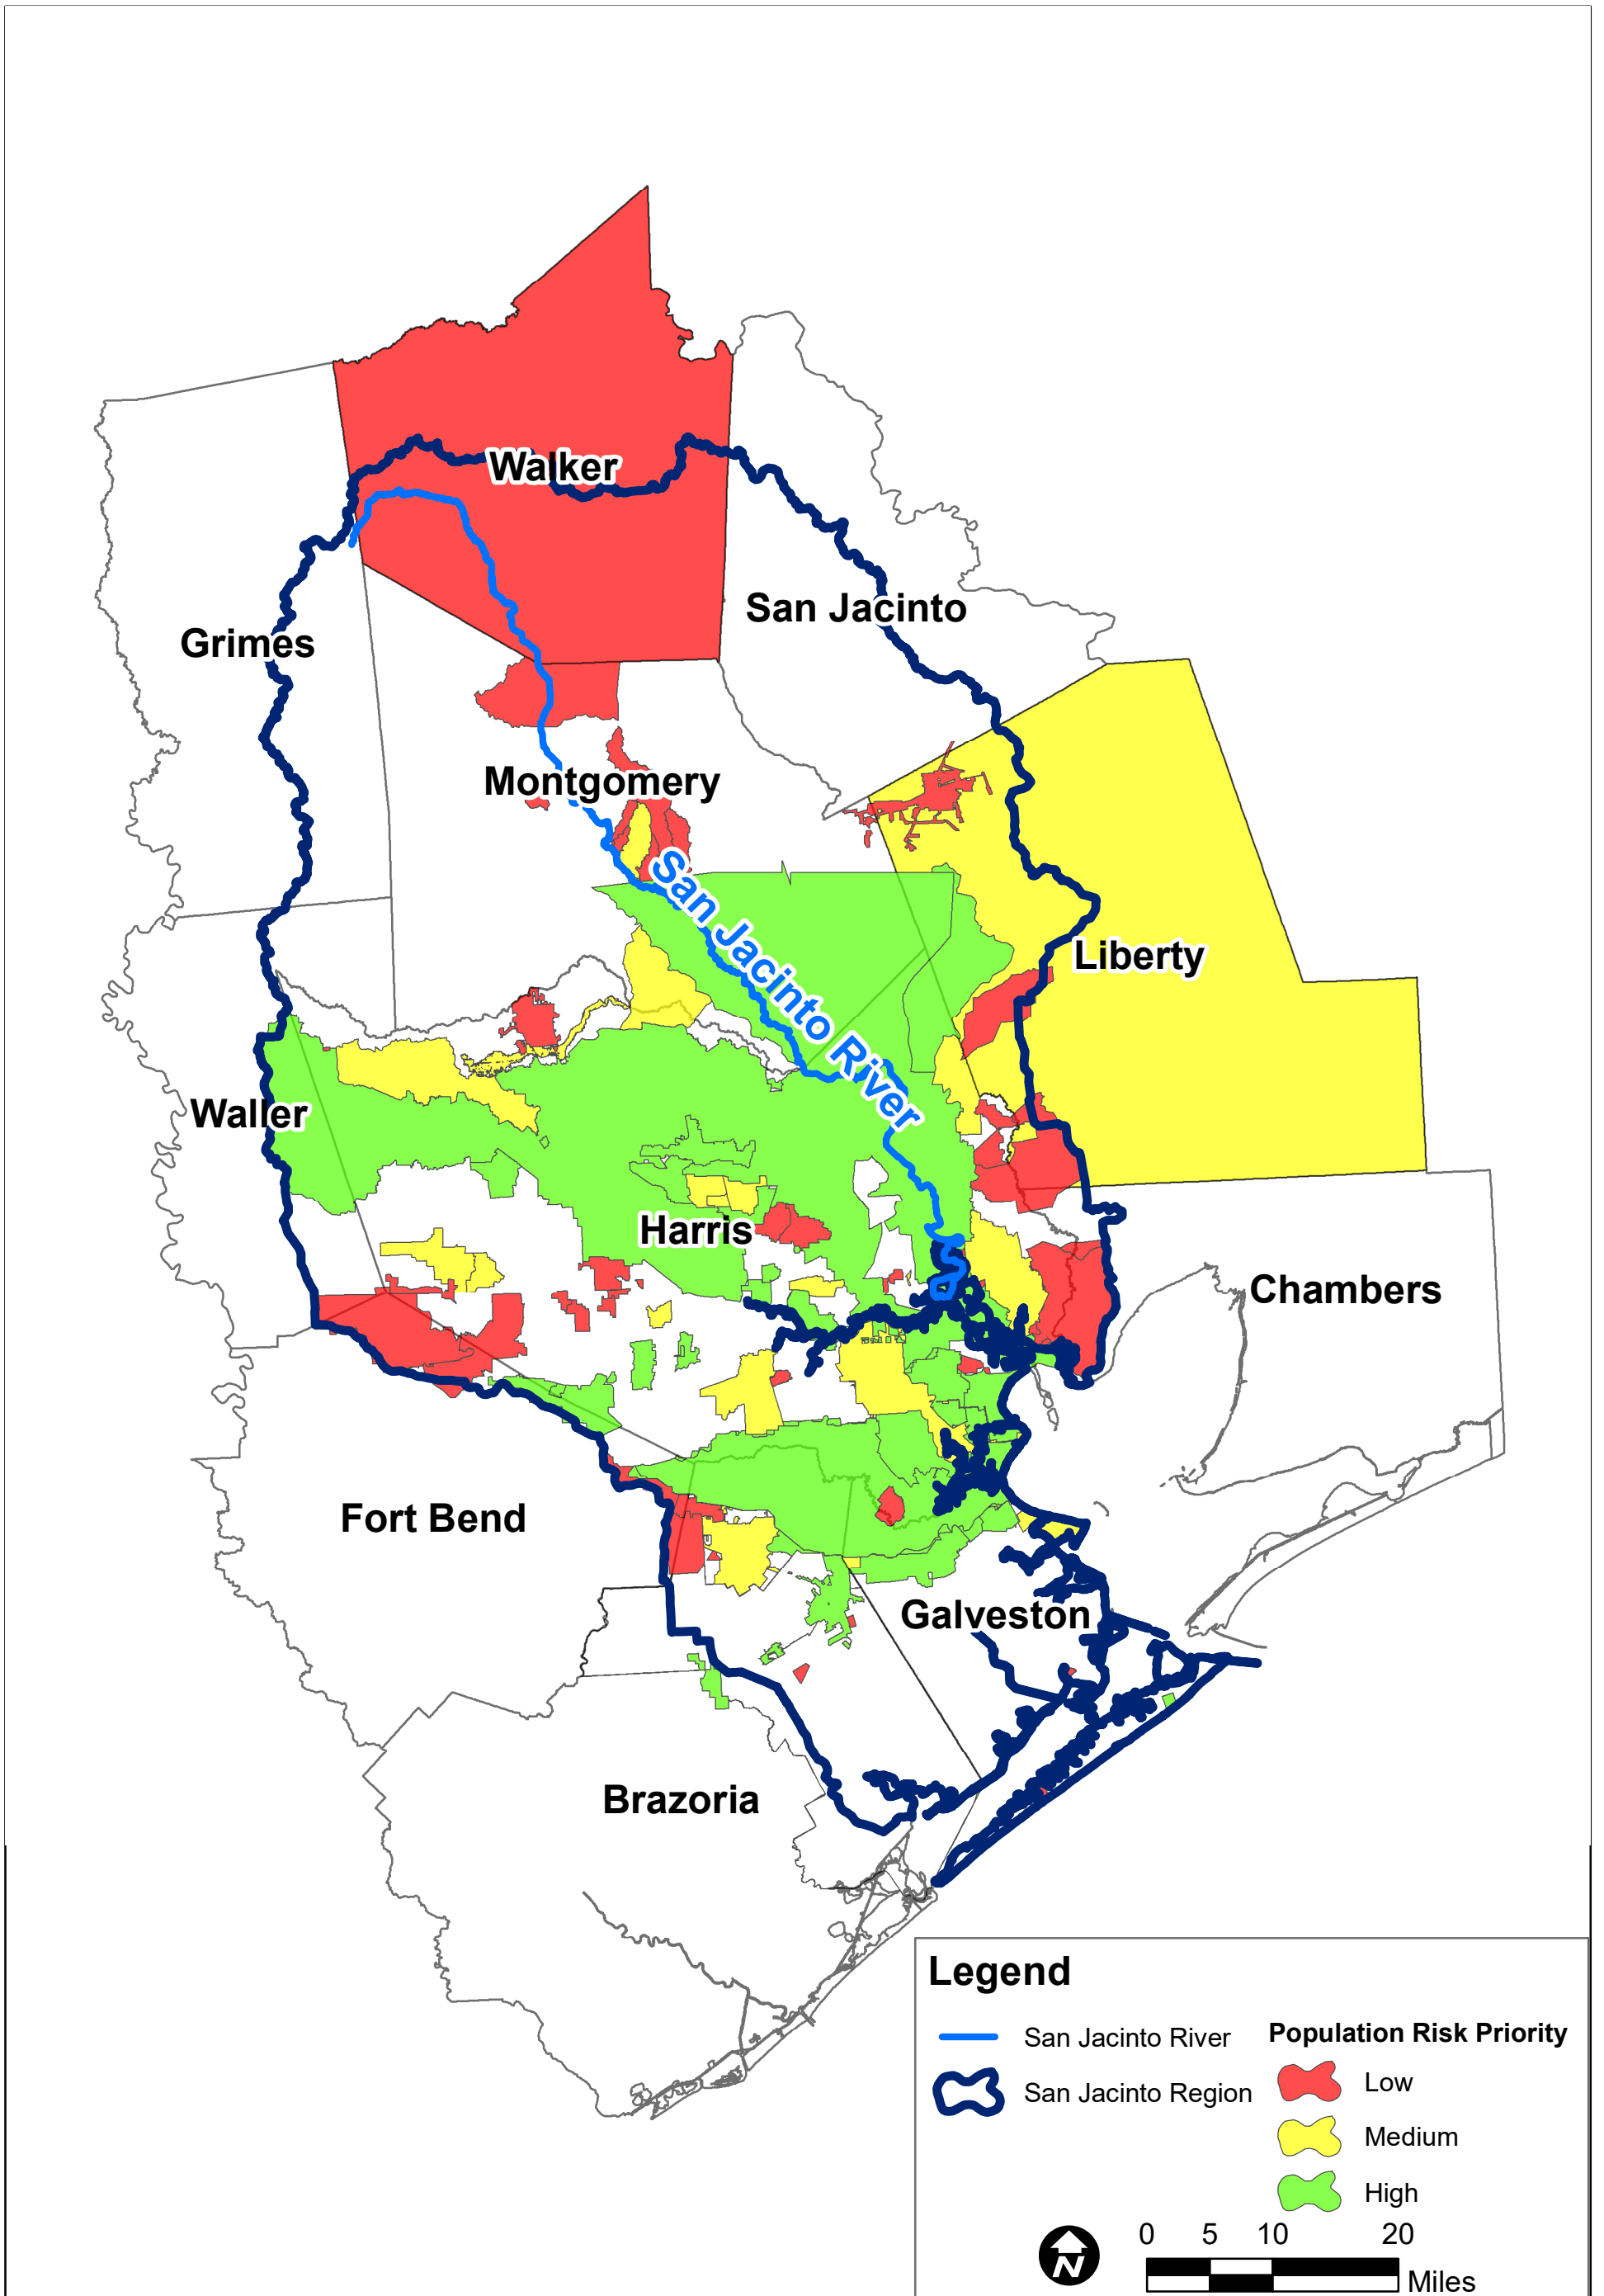 Walker
San Jacinto
Grimes
Montgomery
San Jacinto River
Liberty
Waller
Harris
Chambers
Fort Bend
Galveston
Brazoria
Legend
San Jacinto River
San Jacinto Region
Population Risk Priority
Low
Medium
High
N
0 5 10 20
Miles